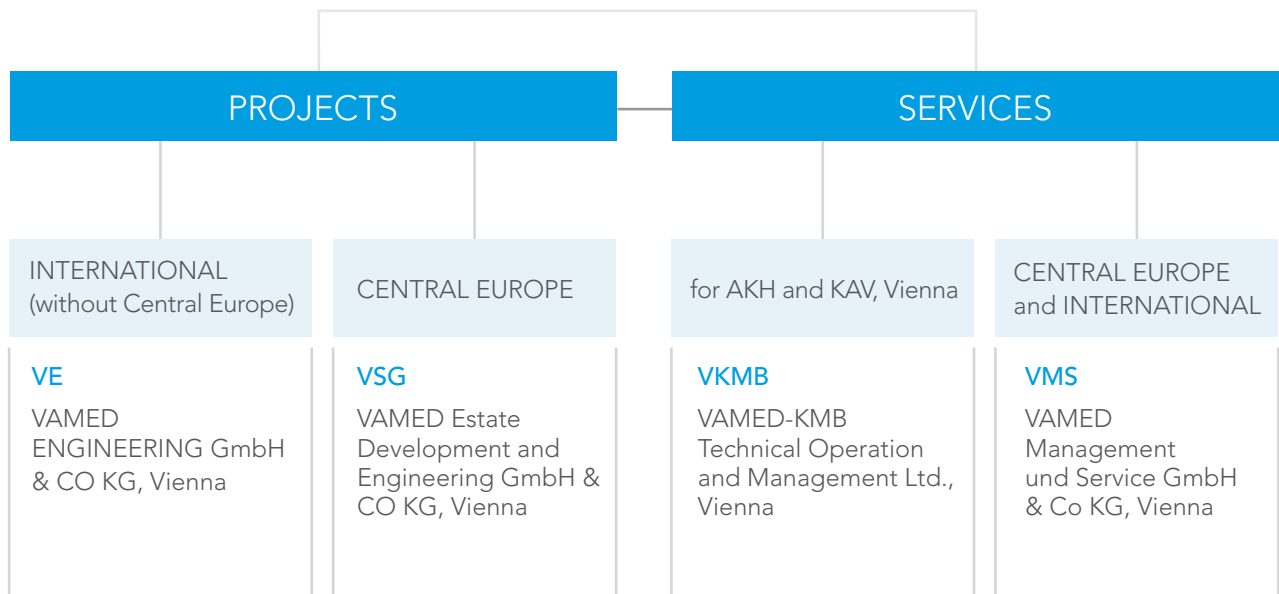 PROJECTS
SERVICES
INTERNATIONAL
(without Central Europe)
CENTRAL EUROPE
for AKH and KAV, Vienna
CENTRAL EUROPE
and INTERNATIONAL
VE
VAMED
ENGINEERING GmbH
& CO KG, Vienna
VSG
VAMED Estate
Development and
Engineering GmbH &
CO KG, Vienna
VKMB
VAMED-KMB
Technical Operation
and Management Ltd.,
Vienna
VMS
VAMED
Management
und Service GmbH
& Co KG, Vienna